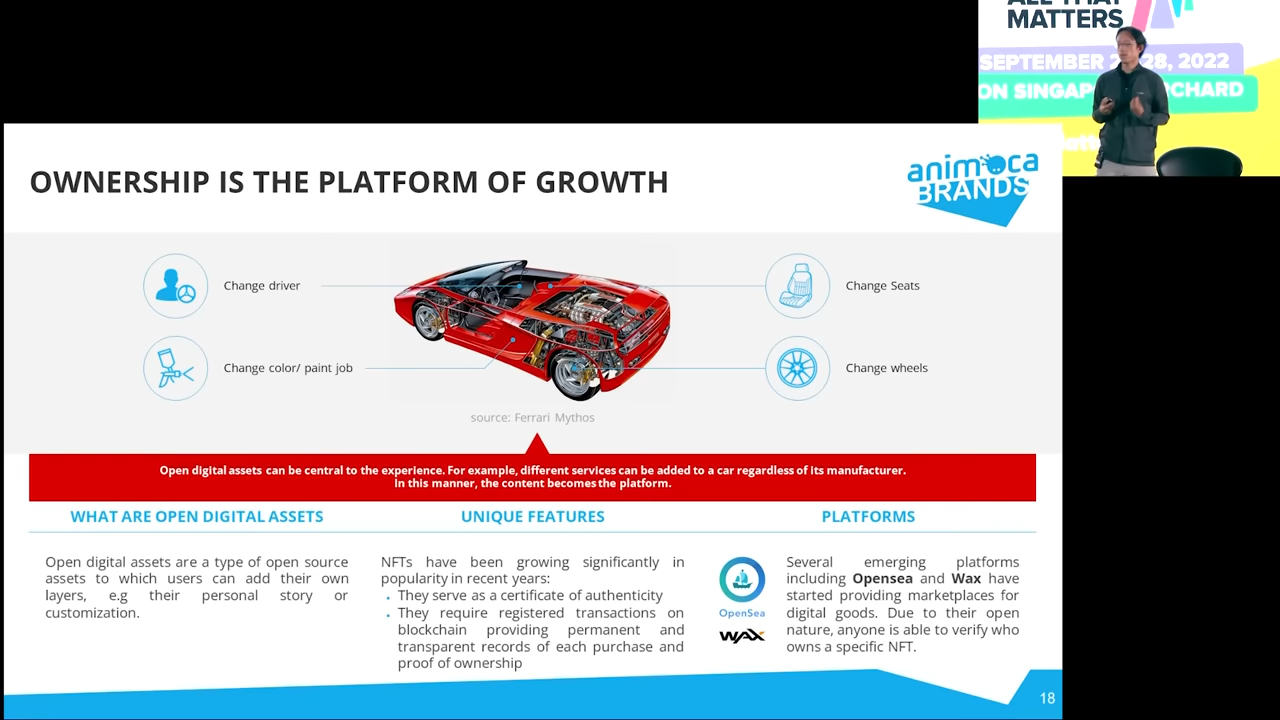 ALL THAT
MATTERS
SEPTEMBER 2 28, 2022
ON SINGAP RCHARD
OWNERSHIP IS THE PLATFORM OF GROWTH
animoca
BRANDS
Change driver
Change Seats
Change color/ paint job
Change wheels
source: Ferrari Mythos
Open digital assets can be central to the experience. For example, different services can be added to a car regardless of its manufacturer.
In this manner, the content becomes the platform.
WHAT ARE OPEN DIGITAL ASSETS
Open digital assets are a type of open source
assets to which users can add their own
layers, e.g their personal story or
customization.
UNIQUE FEATURES
NFTs have been growing significantly in
popularity in recent years:
• They serve as a certificate of authenticity
• They require registered transactions on
blockchain providing permanent and
transparent records of each purchase and
proof of ownership
PLATFORMS
OpenSea
WAX
Several emerging platforms
including Opensea and Wax have
started providing marketplaces for
digital goods. Due to their open
nature, anyone is able to verify who
owns a specific NFT.
18